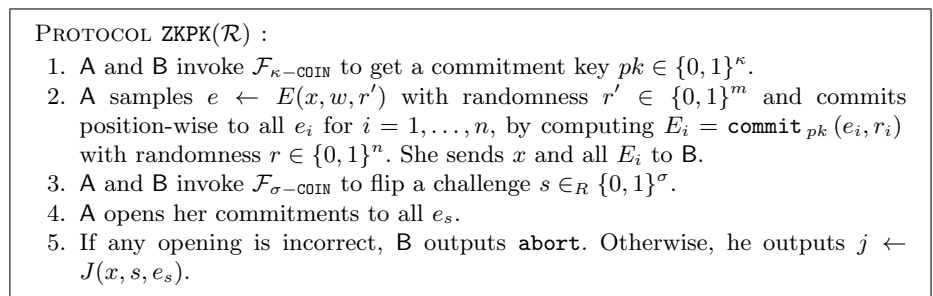 PROTOCOL ZKPK(ℛ) :
1. A and B invoke ℱ_{κ−COIN} to get a commitment key pk ∈ {0, 1}^κ.
2. A samples e ← E(x, w, r′) with randomness r′ ∈ {0, 1}^m and commits
position-wise to all e_i for i = 1, . . . , n, by computing E_i = commit_{pk} (e_i, r_i)
with randomness r ∈ {0, 1}^n. She sends x and all E_i to B.
3. A and B invoke ℱ_{σ−COIN} to flip a challenge s ∈_R {0, 1}^σ.
4. A opens her commitments to all e_s.
5. If any opening is incorrect, B outputs abort. Otherwise, he outputs j ←
J(x, s, e_s).